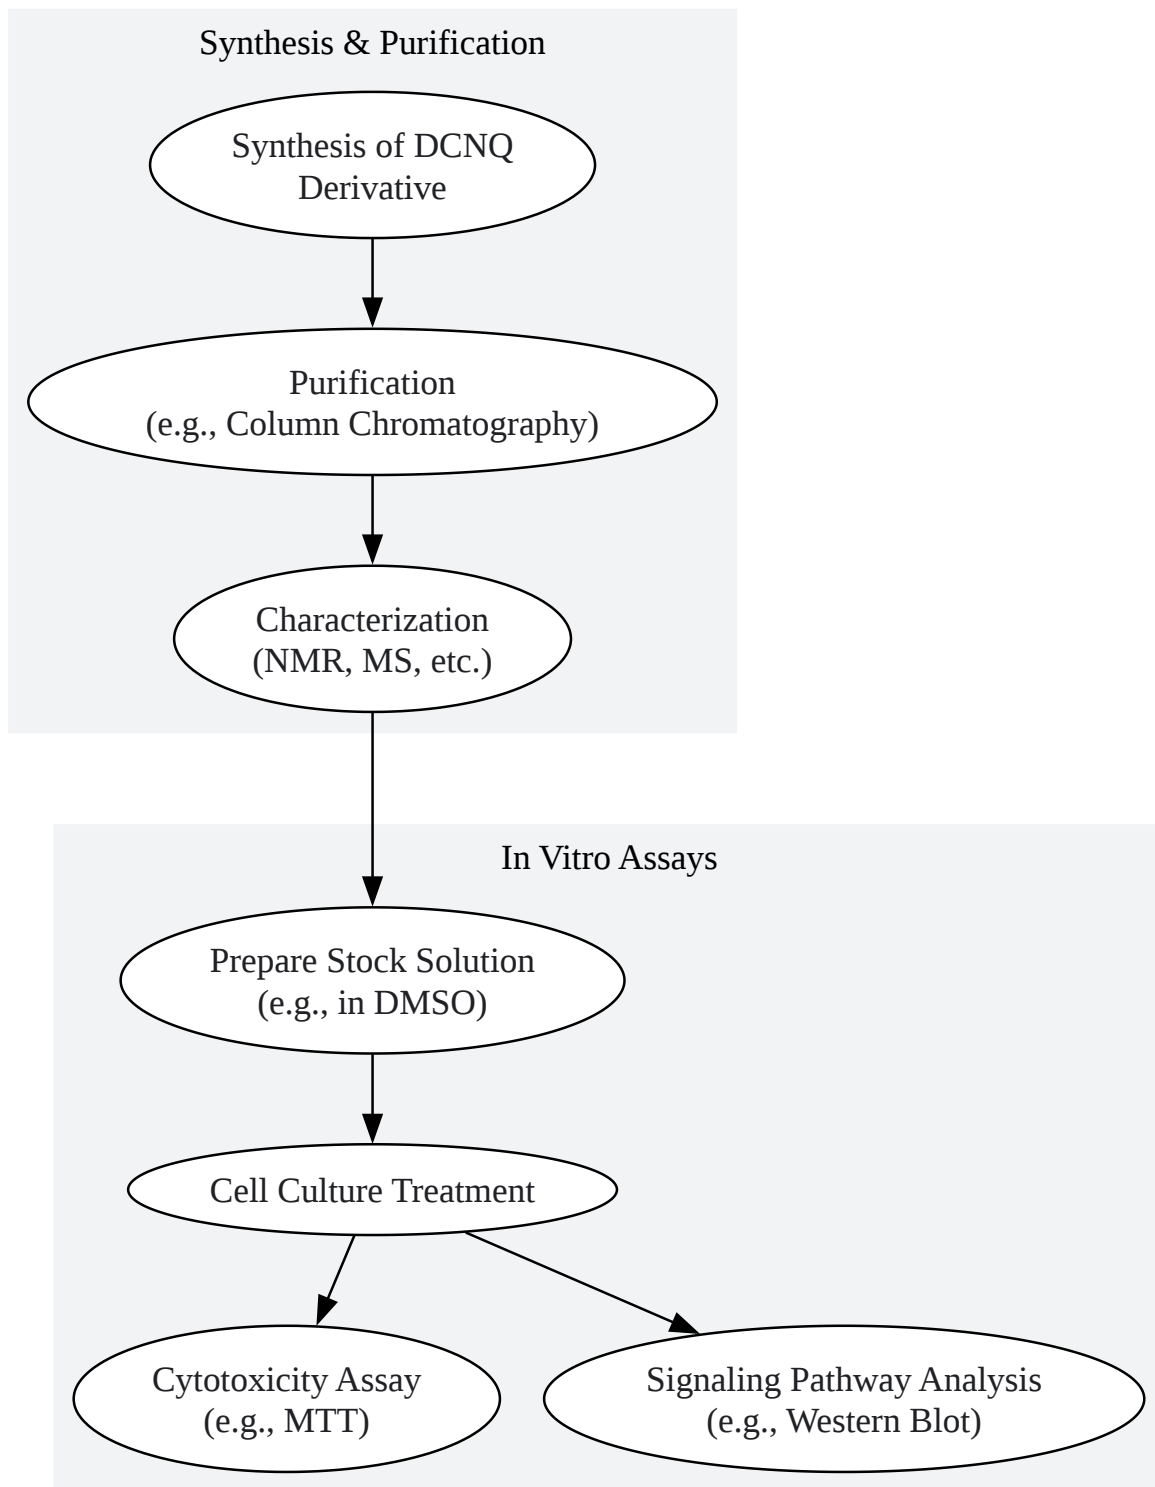 Synthesis & Purification
Synthesis of DCNQ
Derivative
Purification
(e.g., Column Chromatography)
Characterization
(NMR, MS, etc.)
In Vitro Assays
Prepare Stock Solution
(e.g., in DMSO)
Cell Culture Treatment
Cytotoxicity Assay
(e.g., MTT)
Signaling Pathway Analysis
(e.g., Western Blot)